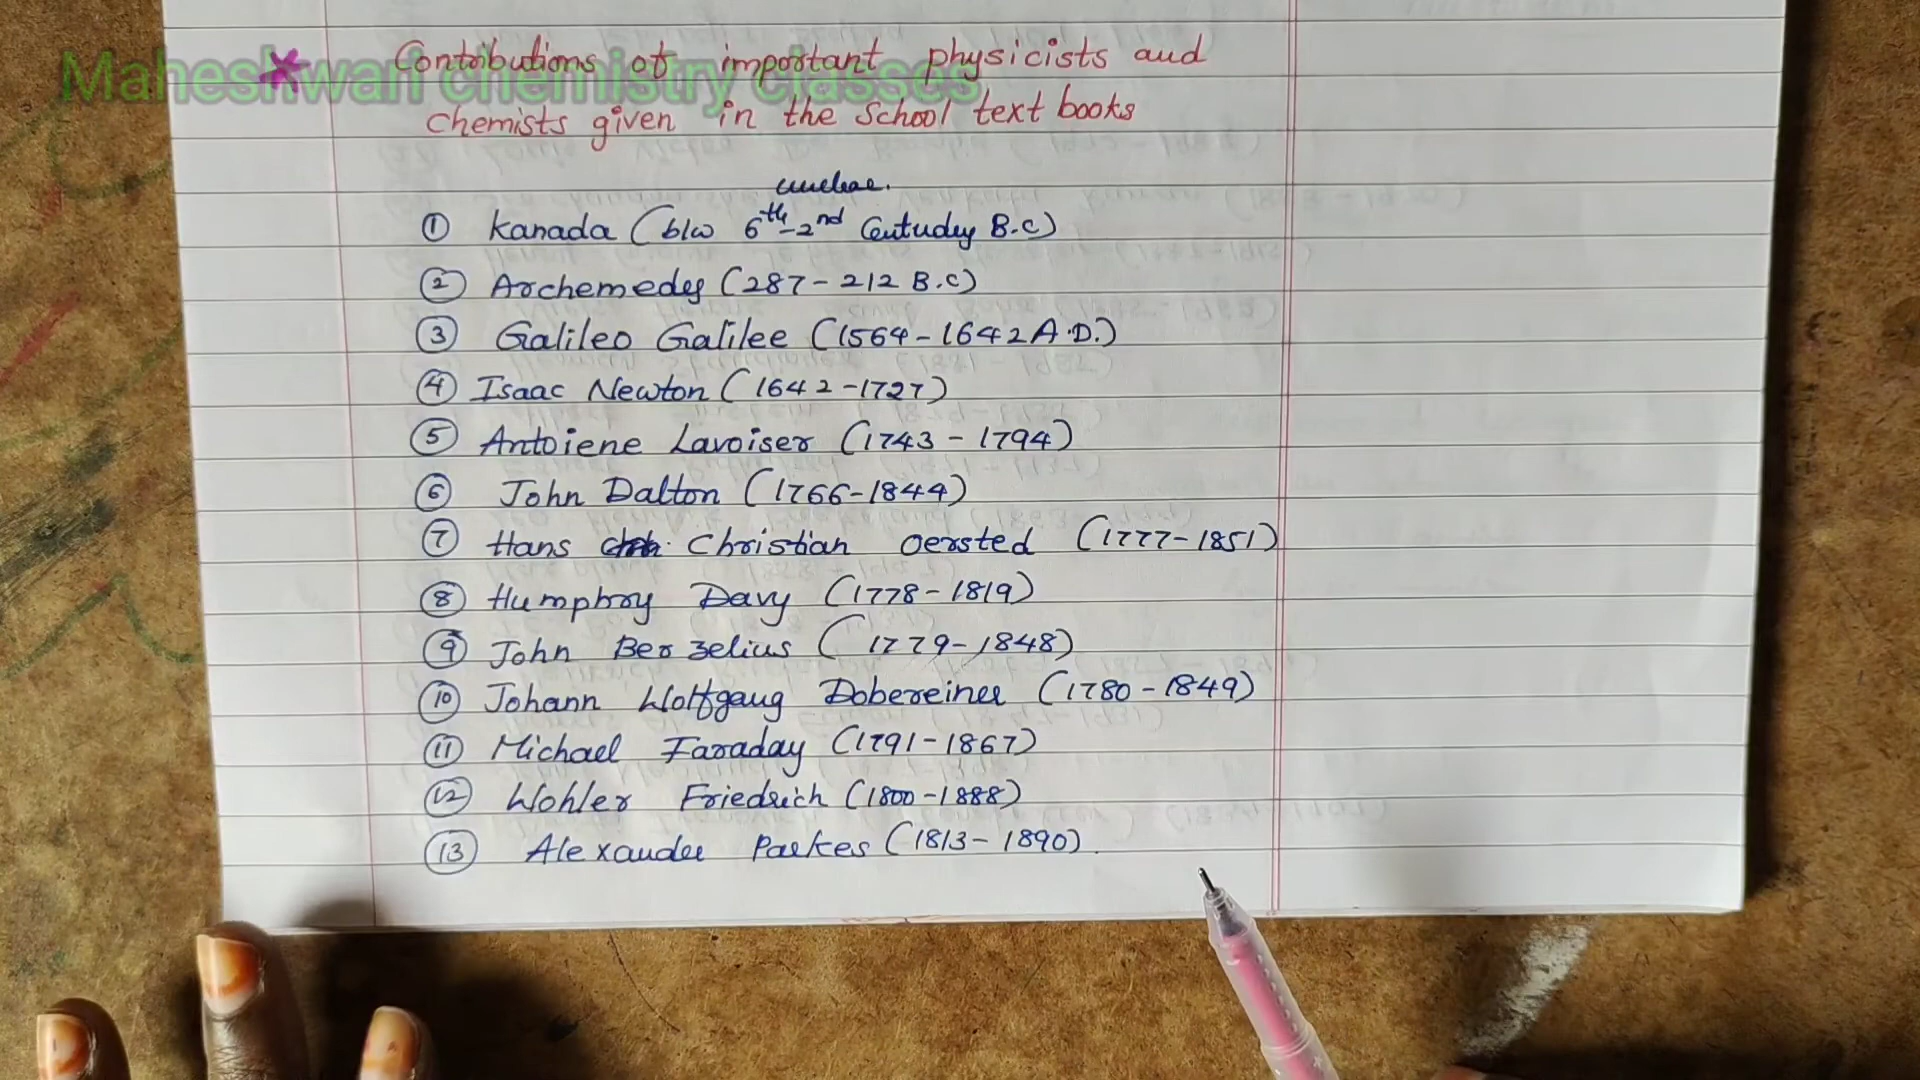 Maheshwari chemistry classes
Contributions of important physicists and
chemists given in the School text books
unclear.
① Kanada (b/w 6th-2nd Centudey B.C)
② Archemedes (287-212 B.C)
③ Galileo Galilee (1564-1642 A.D.)
④ Isaac Newton (1642-1727)
⑤ Antoiene Lavoiser (1743-1794)
⑥ John Dalton (1766-1844)
⑦ Hans Christian oersted (1777-1851)
⑧ Humphry Davy (1778-1819)
⑨ John Berzelius (1779-1848)
⑩ Johann Wolfgang Dobereiner (1780-1849)
⑪ Michael Faraday (1791-1867)
⑫ Wohler Friedrich (1800-1888)
⑬ Alexander Parkes (1813-1890).